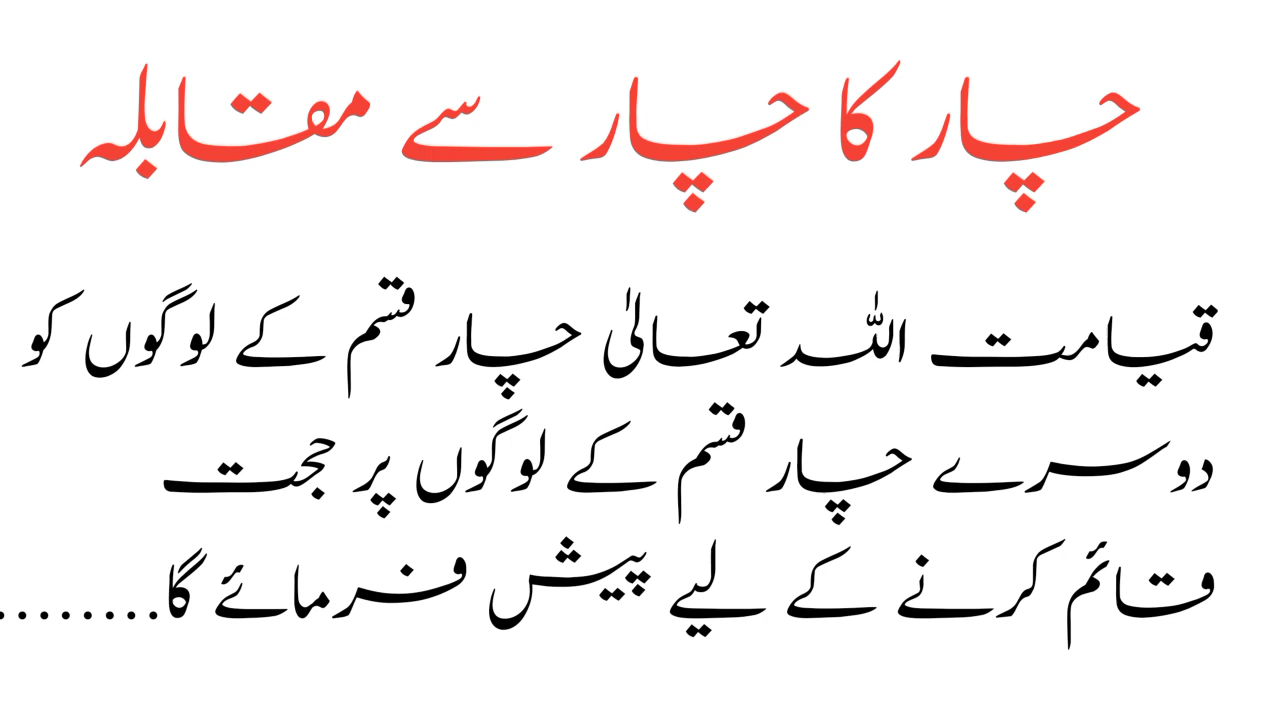 چار کا چار سے مقابلہ
قیامت اللہ تعالیٰ چار قسم کے لوگوں کو
دوسرے چار قسم کے لوگوں پر حجت
قائم کرنے کے لیے پیش فرمائے گا........